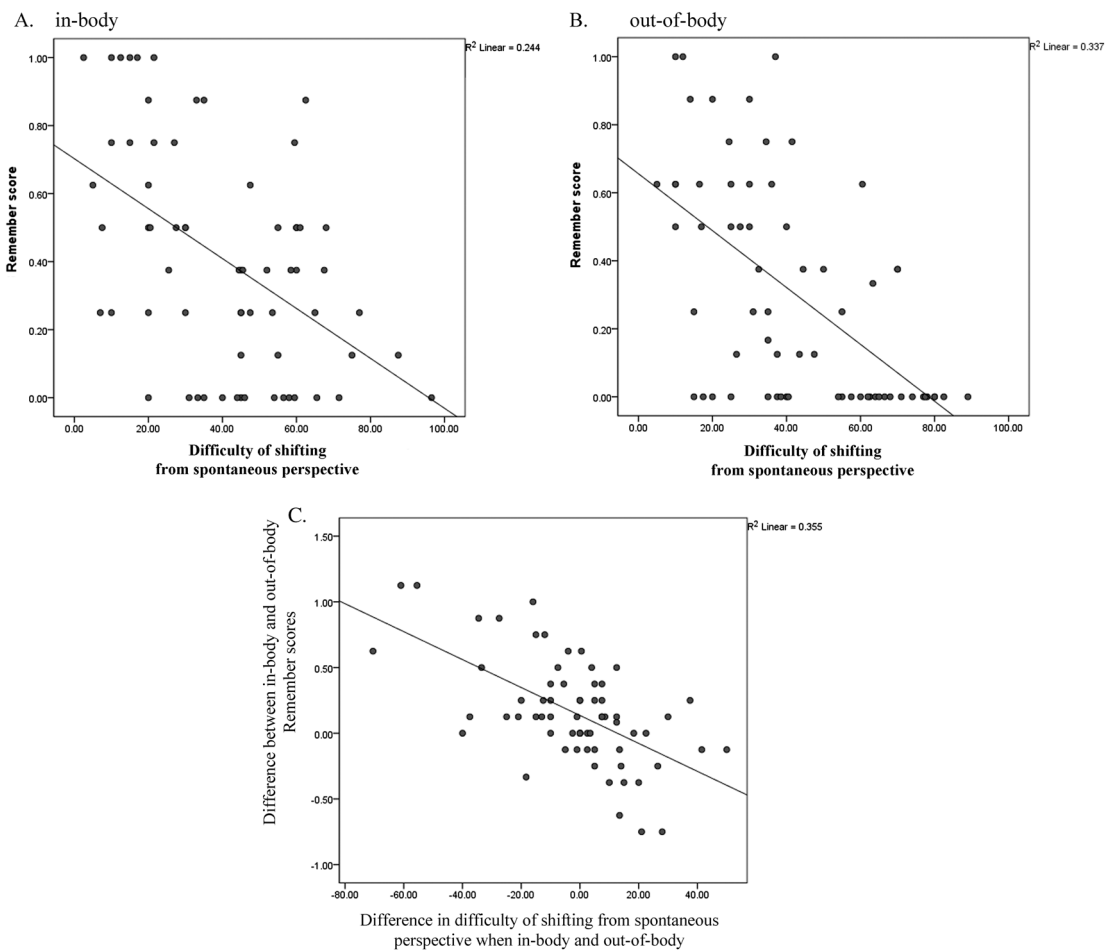 A. in-body
R² Linear = 0.244
1.00
0.80
0.60
0.40
0.20
0.00
Remember score
0.00 20.00 40.00 60.00 80.00 100.00
Difficulty of shifting
from spontaneous perspective
B. out-of-body
R² Linear = 0.337
1.00
0.80
0.60
0.40
0.20
0.00
Remember score
0.00 20.00 40.00 60.00 80.00 100.00
Difficulty of shifting
from spontaneous perspective
C.
R² Linear = 0.355
1.50
1.00
0.50
0.00
-0.50
-1.00
Difference between in-body and out-of-body
Remember scores
-80.00 -60.00 -40.00 -20.00 0.00 20.00 40.00
Difference in difficulty of shifting from spontaneous
perspective when in-body and out-of-body